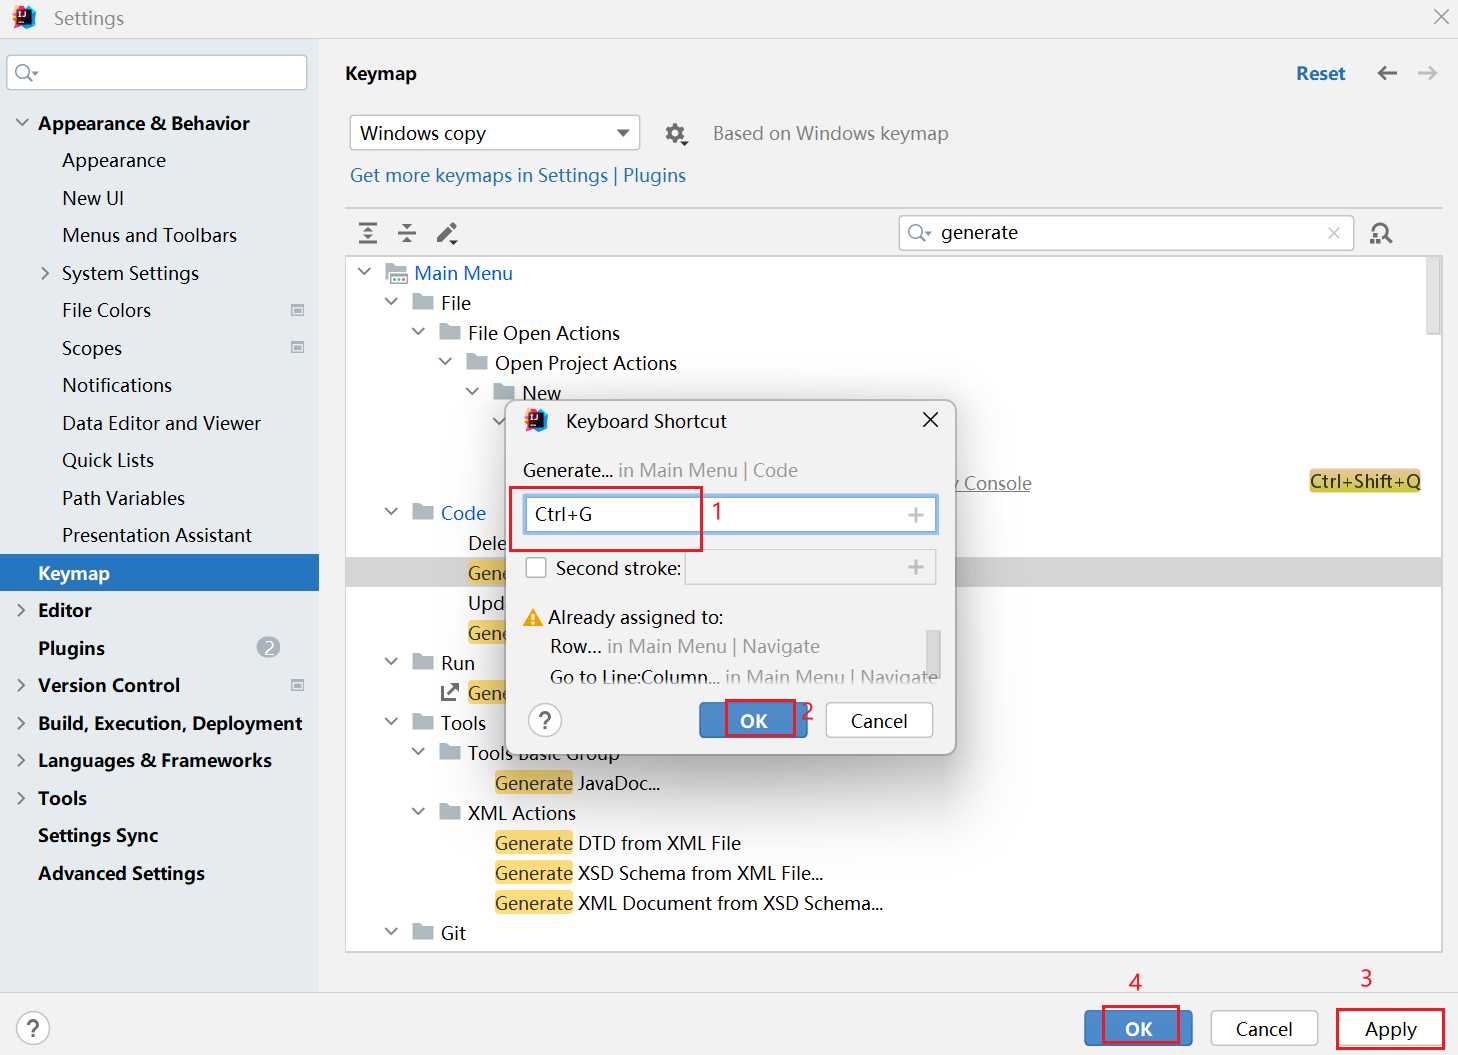 Settings
Keymap
Reset
Appearance & Behavior
Appearance
New UI
Menus and Toolbars
System Settings
File Colors
Scopes
Notifications
Data Editor and Viewer
Quick Lists
Path Variables
Presentation Assistant
Keymap
Editor
Plugins
2
Version Control
Build, Execution, Deployment
Languages & Frameworks
Tools
Settings Sync
Advanced Settings
Windows copy
Based on Windows keymap
Get more keymaps in Settings | Plugins
generate
Main Menu
File
File Open Actions
Open Project Actions
New
y Console
Ctrl+Shift+Q
Code
Dele
Gene
Upd
Gene
Run
Gene
Tools
Tools Basic Group
Generate JavaDoc...
XML Actions
Generate DTD from XML File
Generate XSD Schema from XML File...
Generate XML Document from XSD Schema...
Git
Keyboard Shortcut
Generate... in Main Menu | Code
Ctrl+G
1
Second stroke:
Already assigned to:
Row... in Main Menu | Navigate
Go to Line:Column... in Main Menu | Navigate
?
OK
2
Cancel
4
3
?
OK
Cancel
Apply